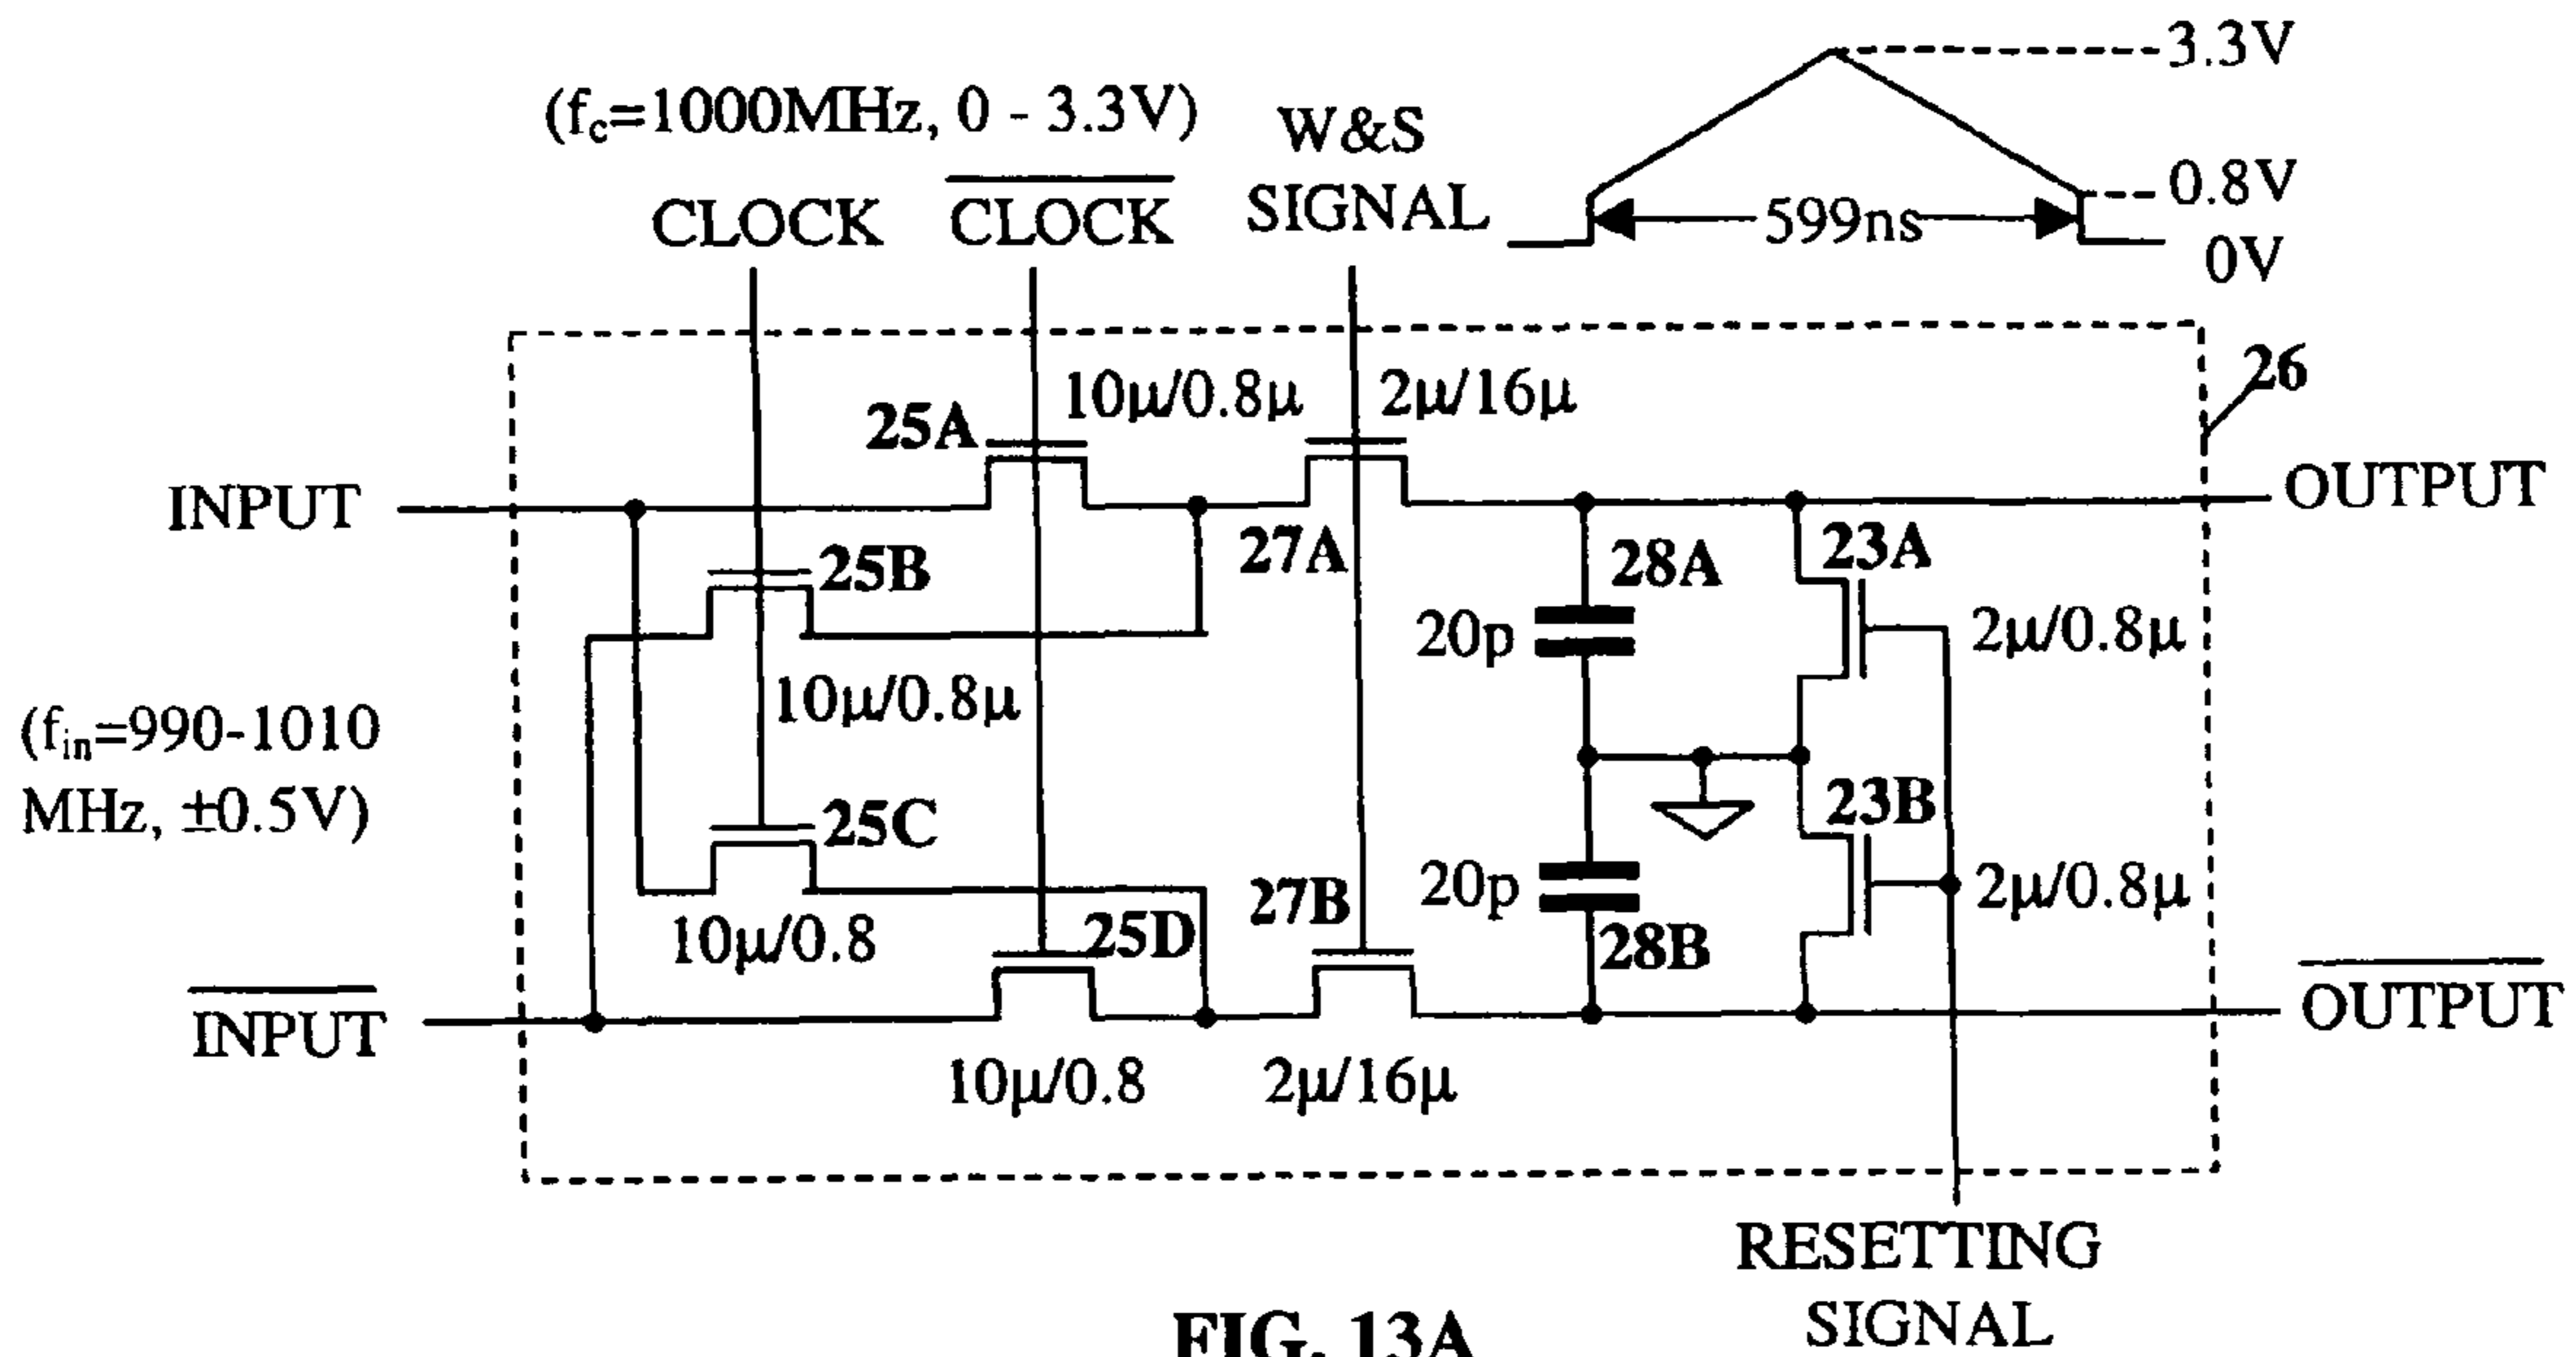 3.3V
(fc=1000MHz, 0 - 3.3V)
W&S
SIGNAL
0.8V
CLOCK
CLOCK
599ns
0V
26
10μ/0.8μ
2μ/16μ
25A
INPUT
OUTPUT
25B
27A
28A
23A
20p
2μ/0.8μ
10μ/0.8μ
(fin=990-1010
MHz, ±0.5V)
25C
23B
27B
20p
2μ/0.8μ
10μ/0.8
25D
28B
INPUT
OUTPUT
10μ/0.8
2μ/16μ
RESETTING
SIGNAL
FIG. 13A